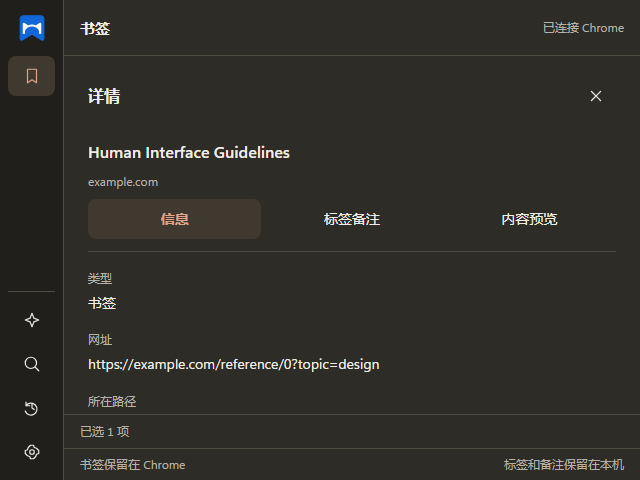 书签
已连接 Chrome
详情
Human Interface Guidelines
example.com
信息 标签备注 内容预览
类型
书签
网址
https://example.com/reference/0?topic=design
所在路径
已选 1 项
书签保留在 Chrome 标签和备注保留在本机